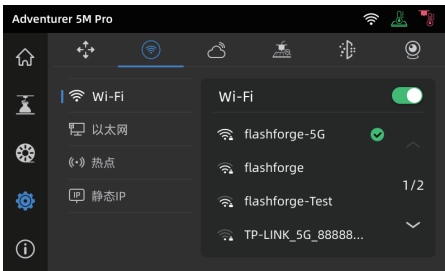 Adventurer 5M Pro
Wi-Fi
以太网
热点
IP 静态IP
Wi-Fi
flashforge-5G
flashforge
1/2
flashforge-Test
TP-LINK_5G_88888...